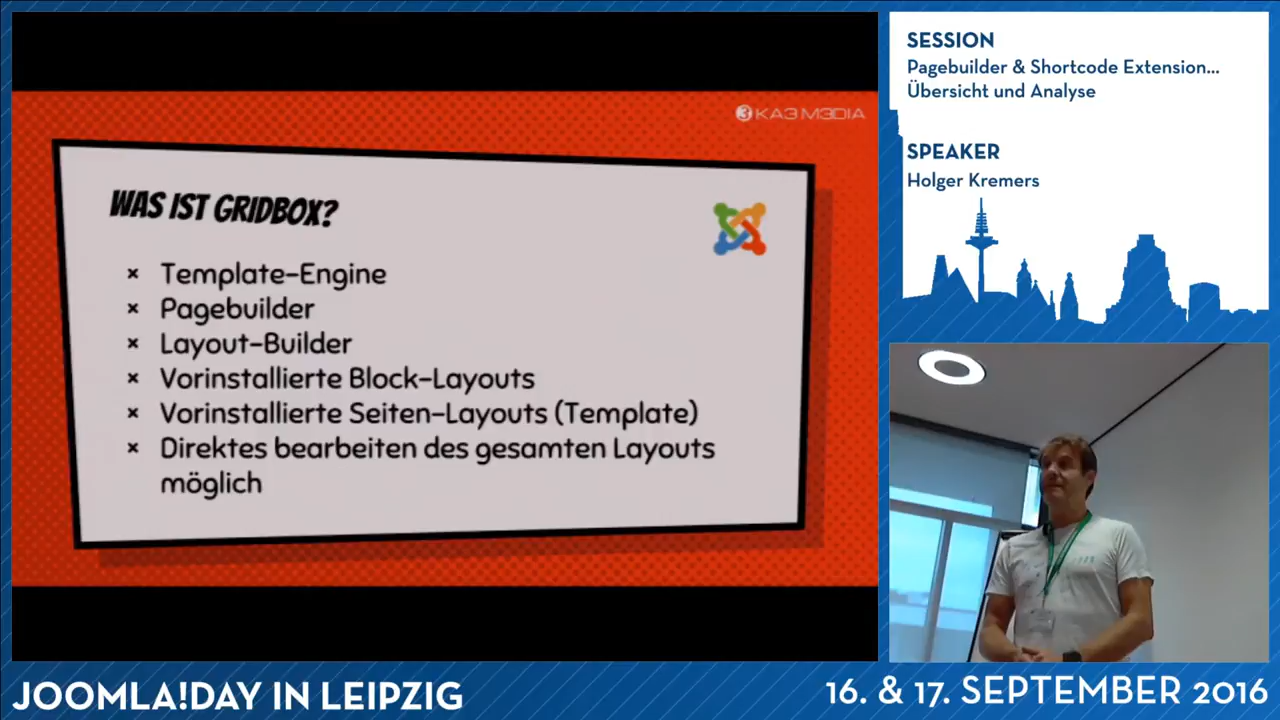 3 KA3 M3DIA
WAS IST GRIDBOX?
× Template-Engine
× Pagebuilder
× Layout-Builder
× Vorinstallierte Block-Layouts
× Vorinstallierte Seiten-Layouts (Template)
× Direktes bearbeiten des gesamten Layouts
möglich
SESSION
Pagebuilder & Shortcode Extension...
Übersicht und Analyse
SPEAKER
Holger Kremers
JOOMLA!DAY IN LEIPZIG
16. & 17. SEPTEMBER 2016